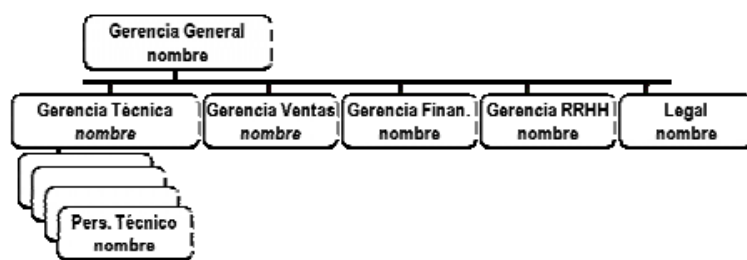 Gerencia General
nombre
Gerencia Técnica
nombre
Gerencia Ventas
nombre
Gerencia Finan.
nombre
Gerencia RRHH
nombre
Legal
nombre
Pers. Técnico
nombre